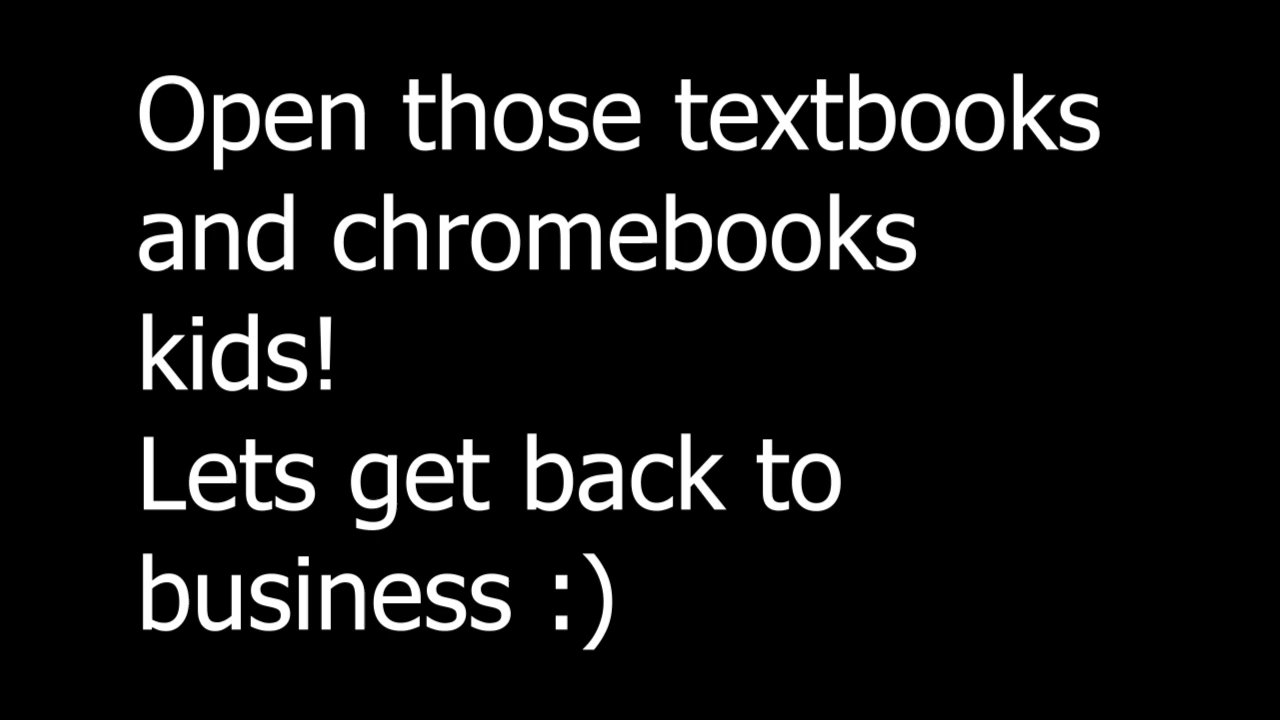 Open those textbooks
and chromebooks
kids!
Lets get back to
business :)